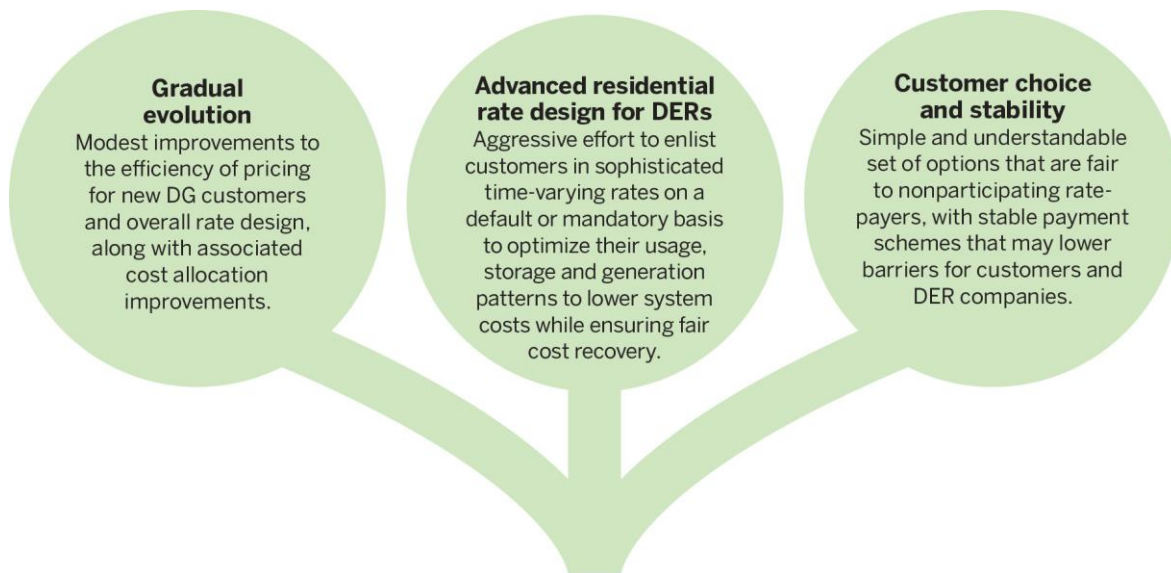 Gradual
evolution
Modest improvements to
the efficiency of pricing
for new DG customers
and overall rate design,
along with associated
cost allocation
improvements.
Advanced residential
rate design for DERs
Aggressive effort to enlist
customers in sophisticated
time-varying rates on a
default or mandatory basis
to optimize their usage,
storage and generation
patterns to lower system
costs while ensuring fair
cost recovery.
Customer choice
and stability
Simple and understandable
set of options that are fair
to nonparticipating rate-
payers, with stable payment
schemes that may lower
barriers for customers and
DER companies.